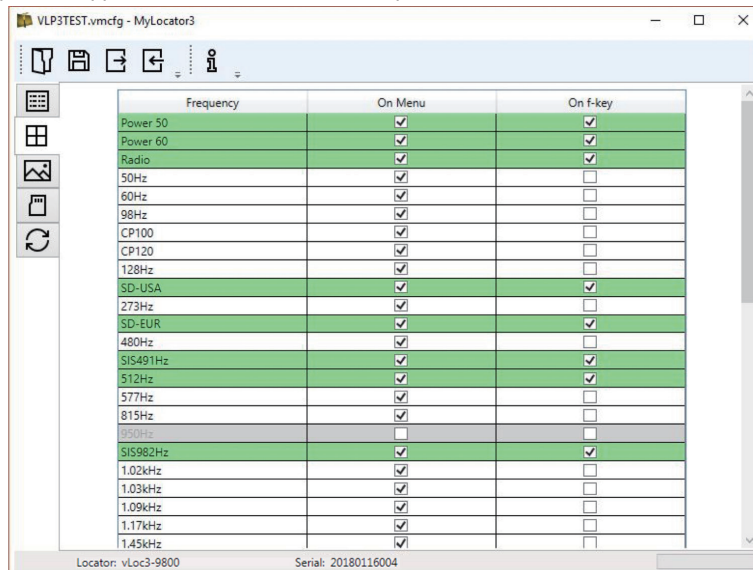 VLP3TEST.vmcfg - MyLocator3
Frequency On Menu On f-key
Power 50
Power 60
Radio
50Hz
60Hz
98Hz
CP100
CP120
128Hz
SD-USA
273Hz
SD-EUR
480Hz
SIS491Hz
512Hz
577Hz
815Hz
950Hz
SIS982Hz
1.02kHz
1.03kHz
1.09kHz
1.17kHz
1.45kHz
Locator: vLoc3-9800 Serial: 20180116004